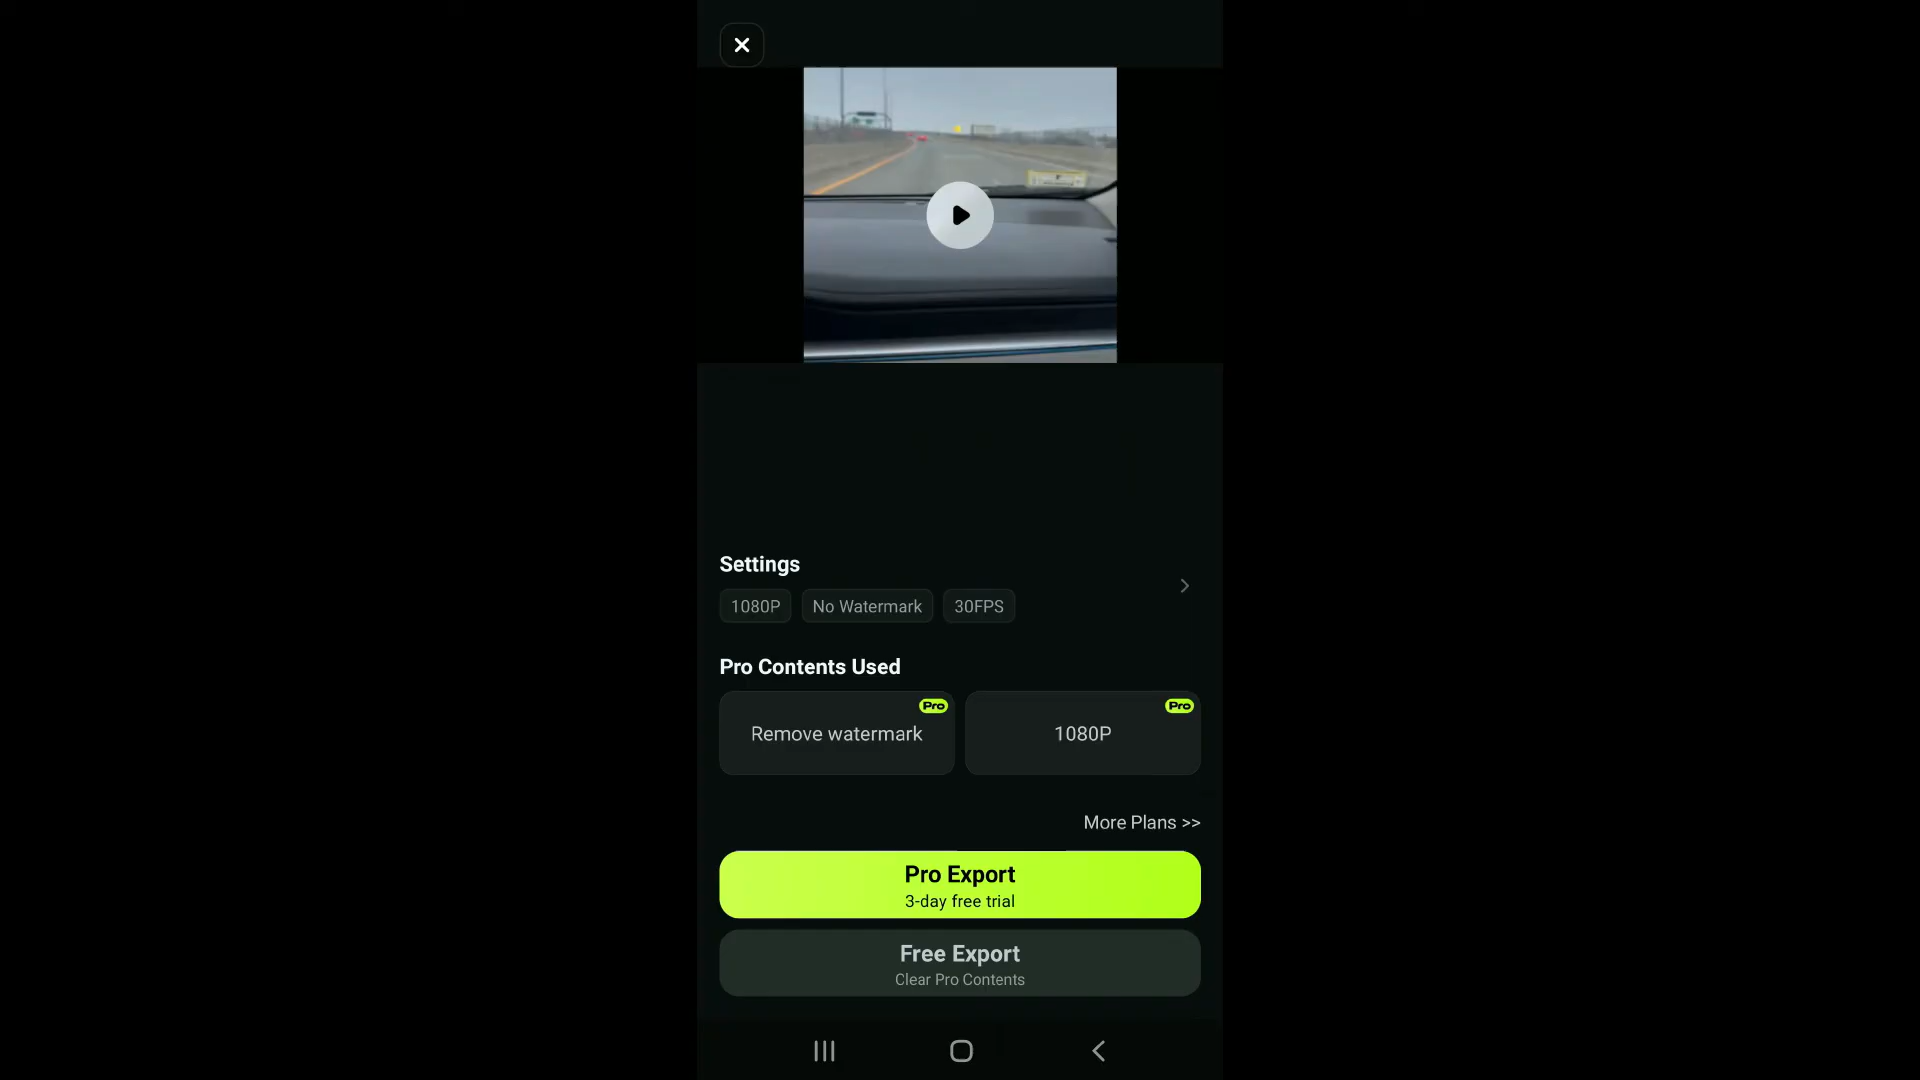 Settings
1080P
No Watermark
30FPS
Pro Contents Used
Pro
Remove watermark
Pro
1080P
More Plans >>
Pro Export
3-day free trial
Free Export
Clear Pro Contents